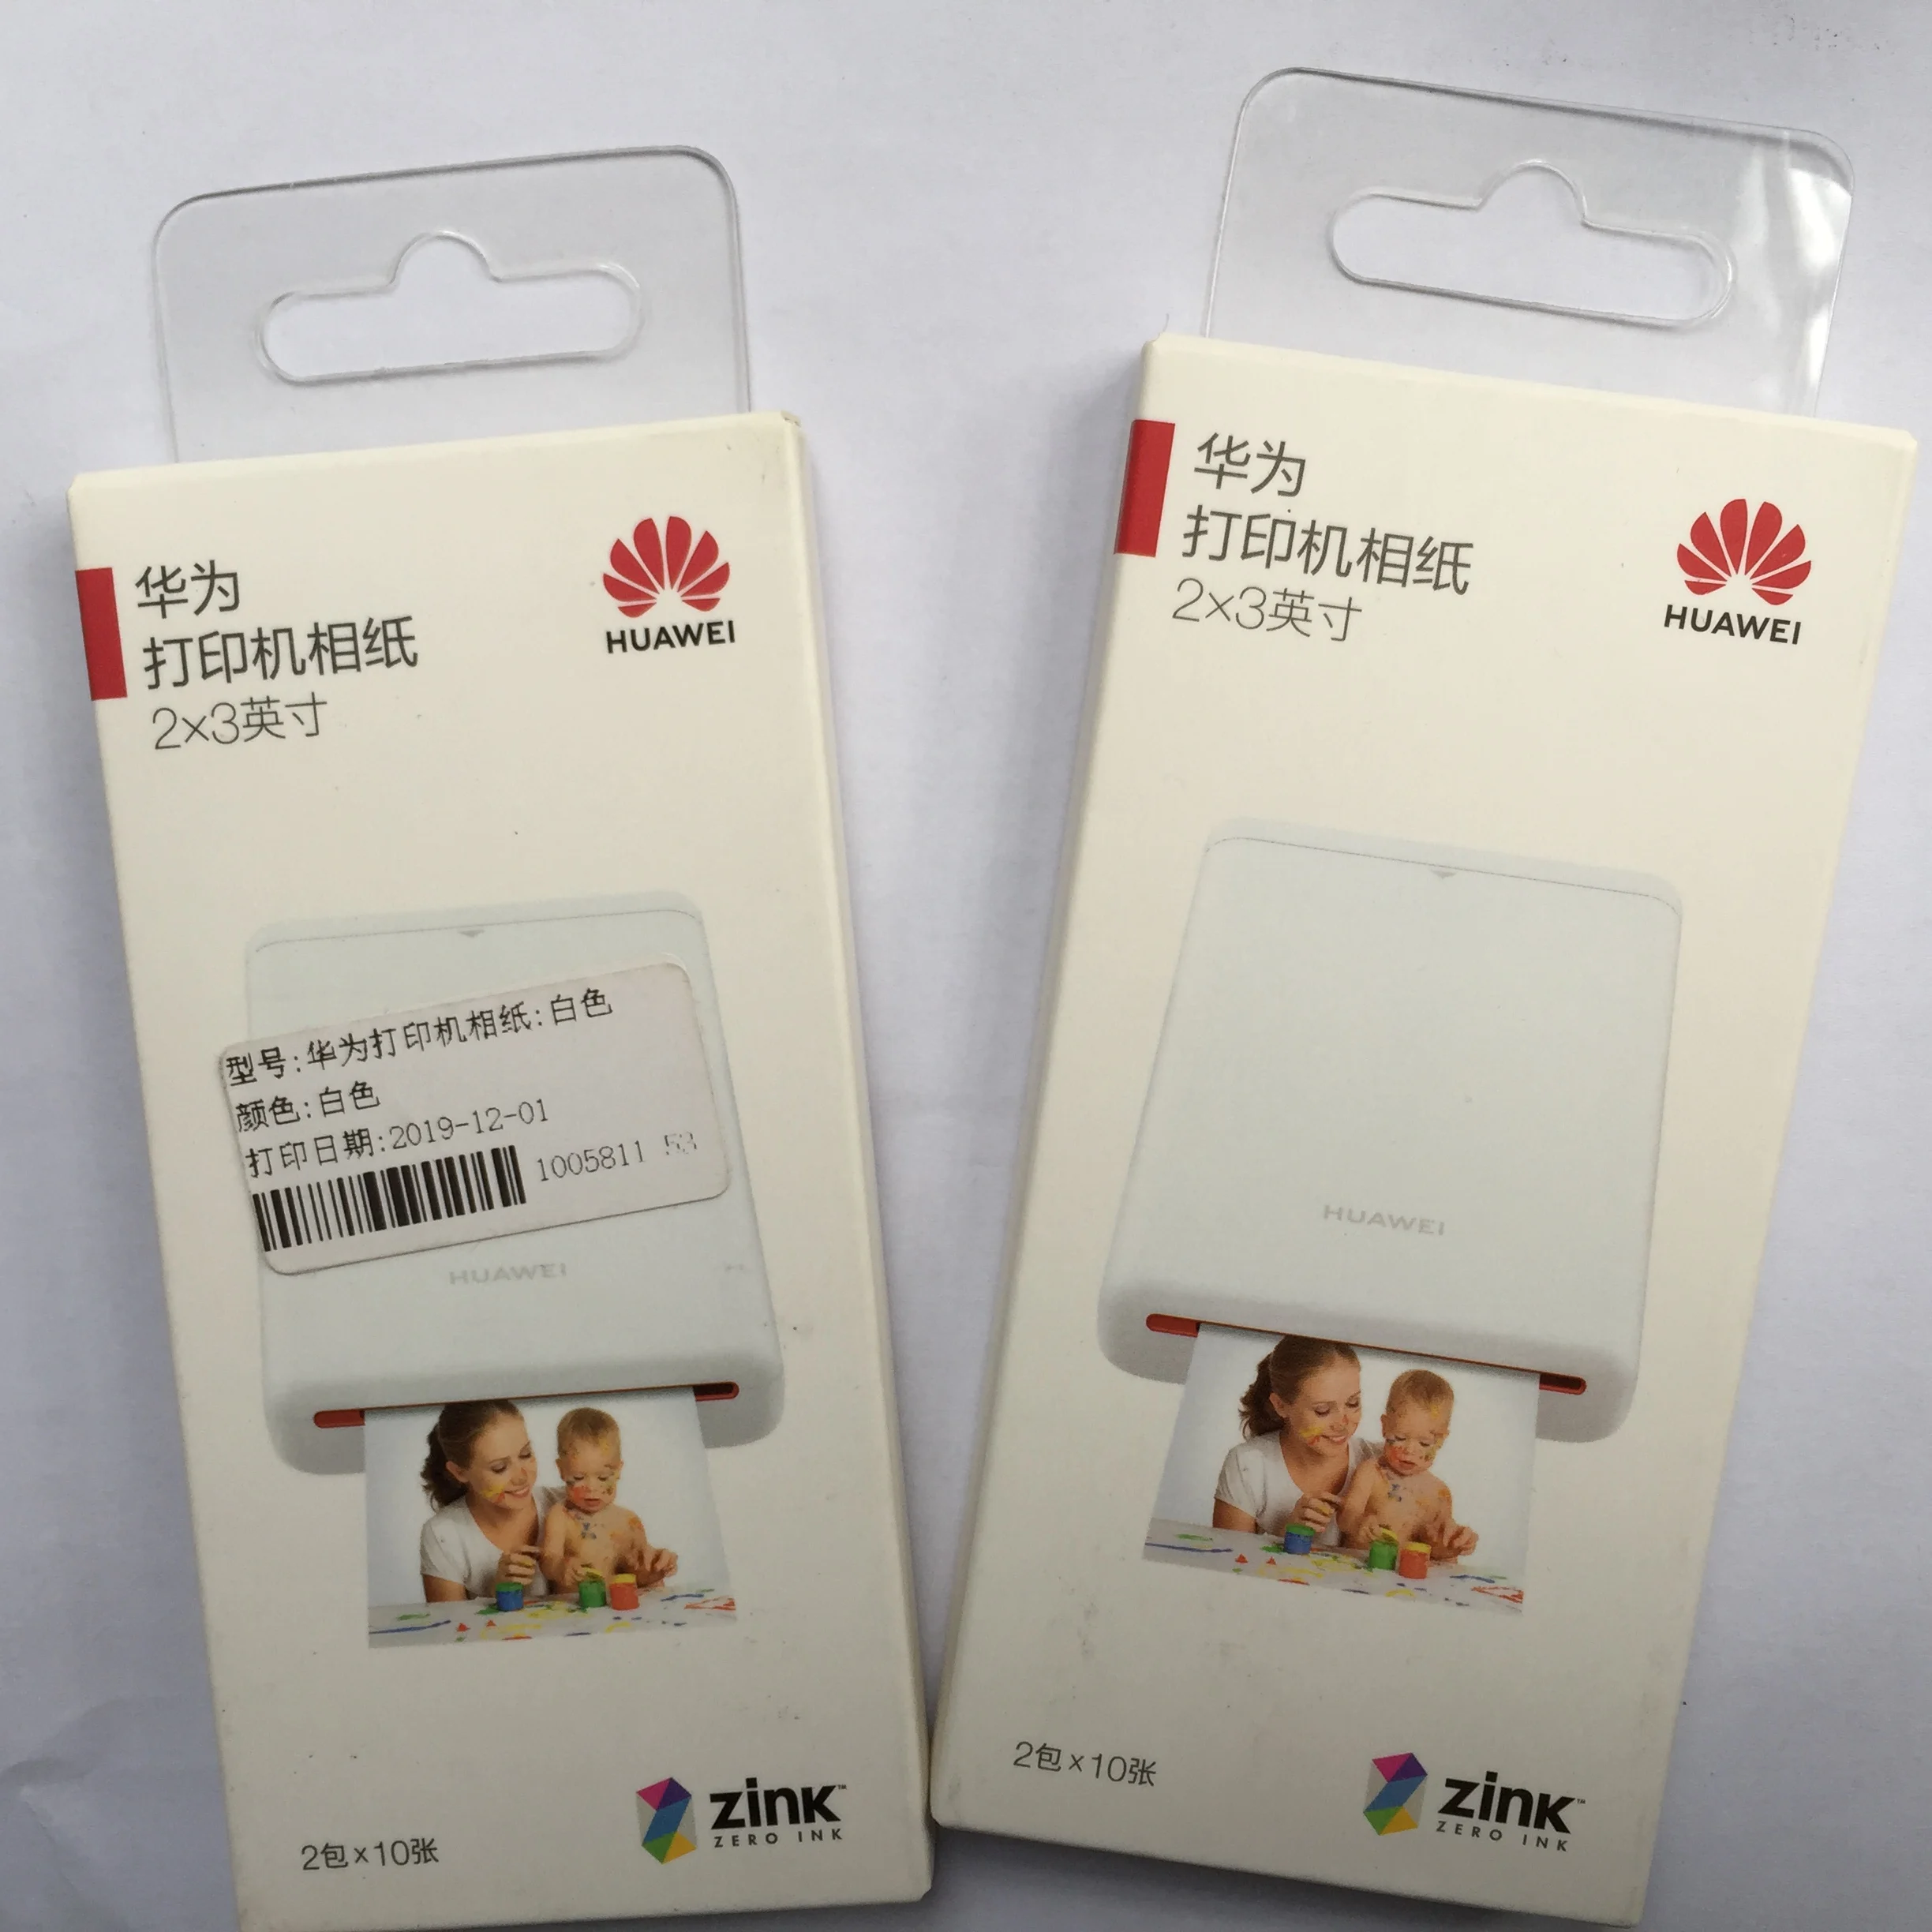 华为
打印机相纸
2×3英寸
HUAWEI
型号:华为打印机相纸:白色
颜色:白色
打印日期:2019-12-01
1005811 53
HUAWEI
2包×10张
zink™
ZERO INK
华为
打印机相纸
2×3英寸
HUAWEI
HUAWEI
2包×10张
zink™
ZERO INK